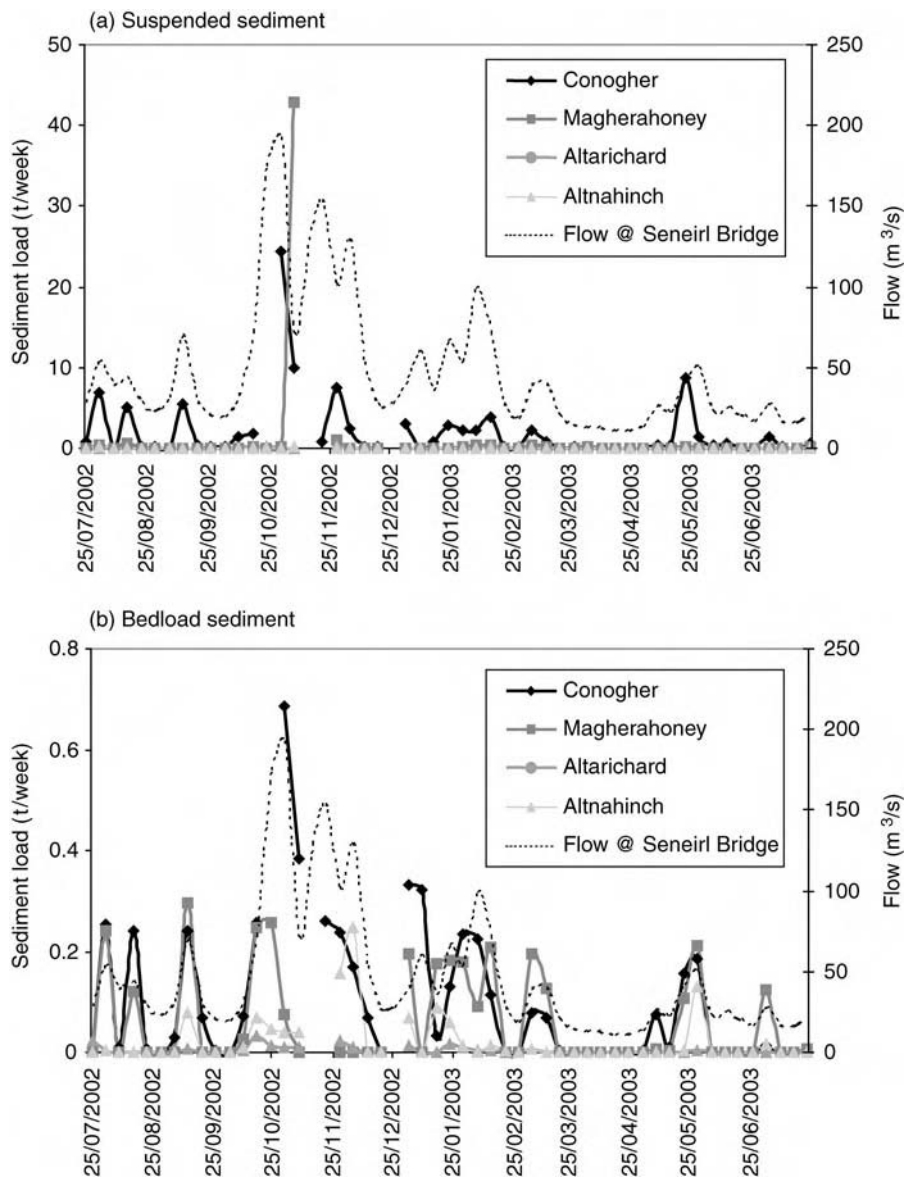 (a) Suspended sediment
50
40
30
20
10
0
Sediment load (t/week)
250
200
150
100
50
0
Flow (m³/s)
Conogher
Magherahoney
Altarichard
Altnahinch
Flow @ Seneirl Bridge
25/07/2002
25/08/2002
25/09/2002
25/10/2002
25/11/2002
25/12/2002
25/01/2003
25/02/2003
25/03/2003
25/04/2003
25/05/2003
25/06/2003
(b) Bedload sediment
0.8
0.6
0.4
0.2
0
Sediment load (t/week)
250
200
150
100
50
0
Flow (m³/s)
Conogher
Magherahoney
Altarichard
Altnahinch
Flow @ Seneirl Bridge
25/07/2002
25/08/2002
25/09/2002
25/10/2002
25/11/2002
25/12/2002
25/01/2003
25/02/2003
25/03/2003
25/04/2003
25/05/2003
25/06/2003